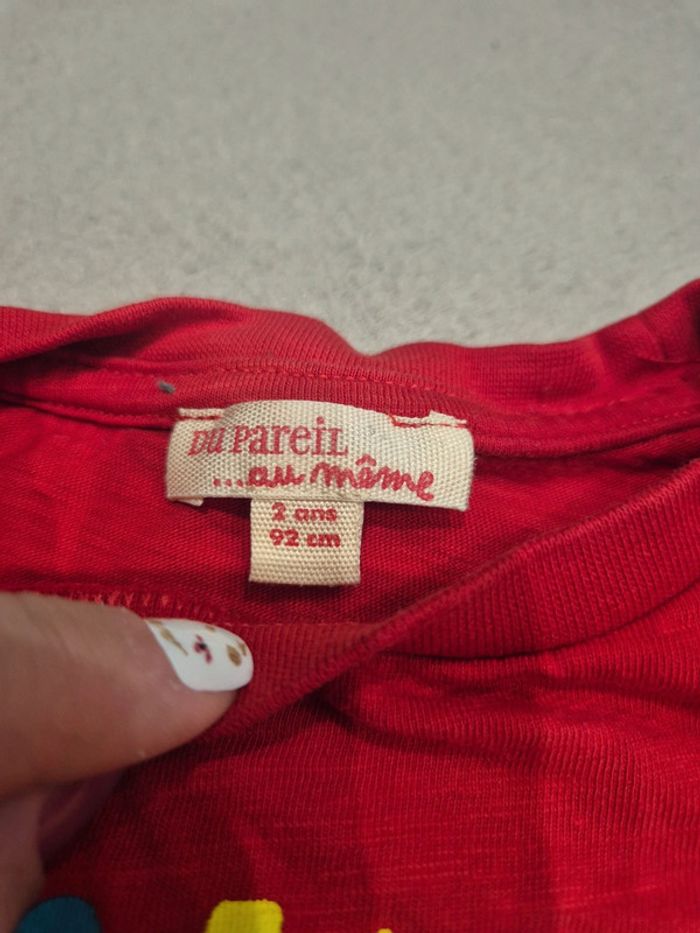 DU PAREIL
...au même
2 ans
92 cm